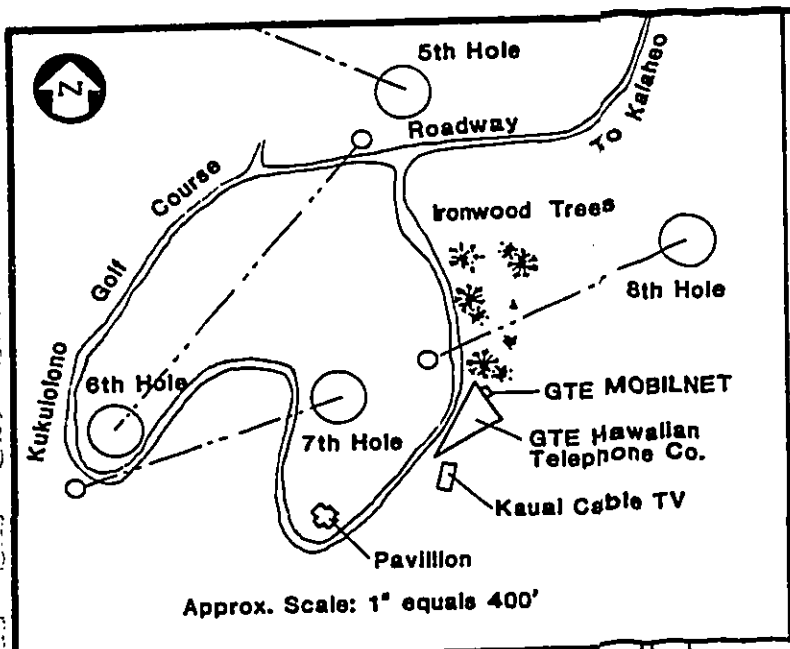 5th Hole
N
Roadway
To Kalaheo
Course
Ironwood Trees
Golf
8th Hole
Kukuiolono
6th Hole
GTE MOBILNET
7th Hole
GTE Hawaiian
Telephone Co.
Kauai Cable TV
Pavillion
Approx. Scale: 1" equals 400'